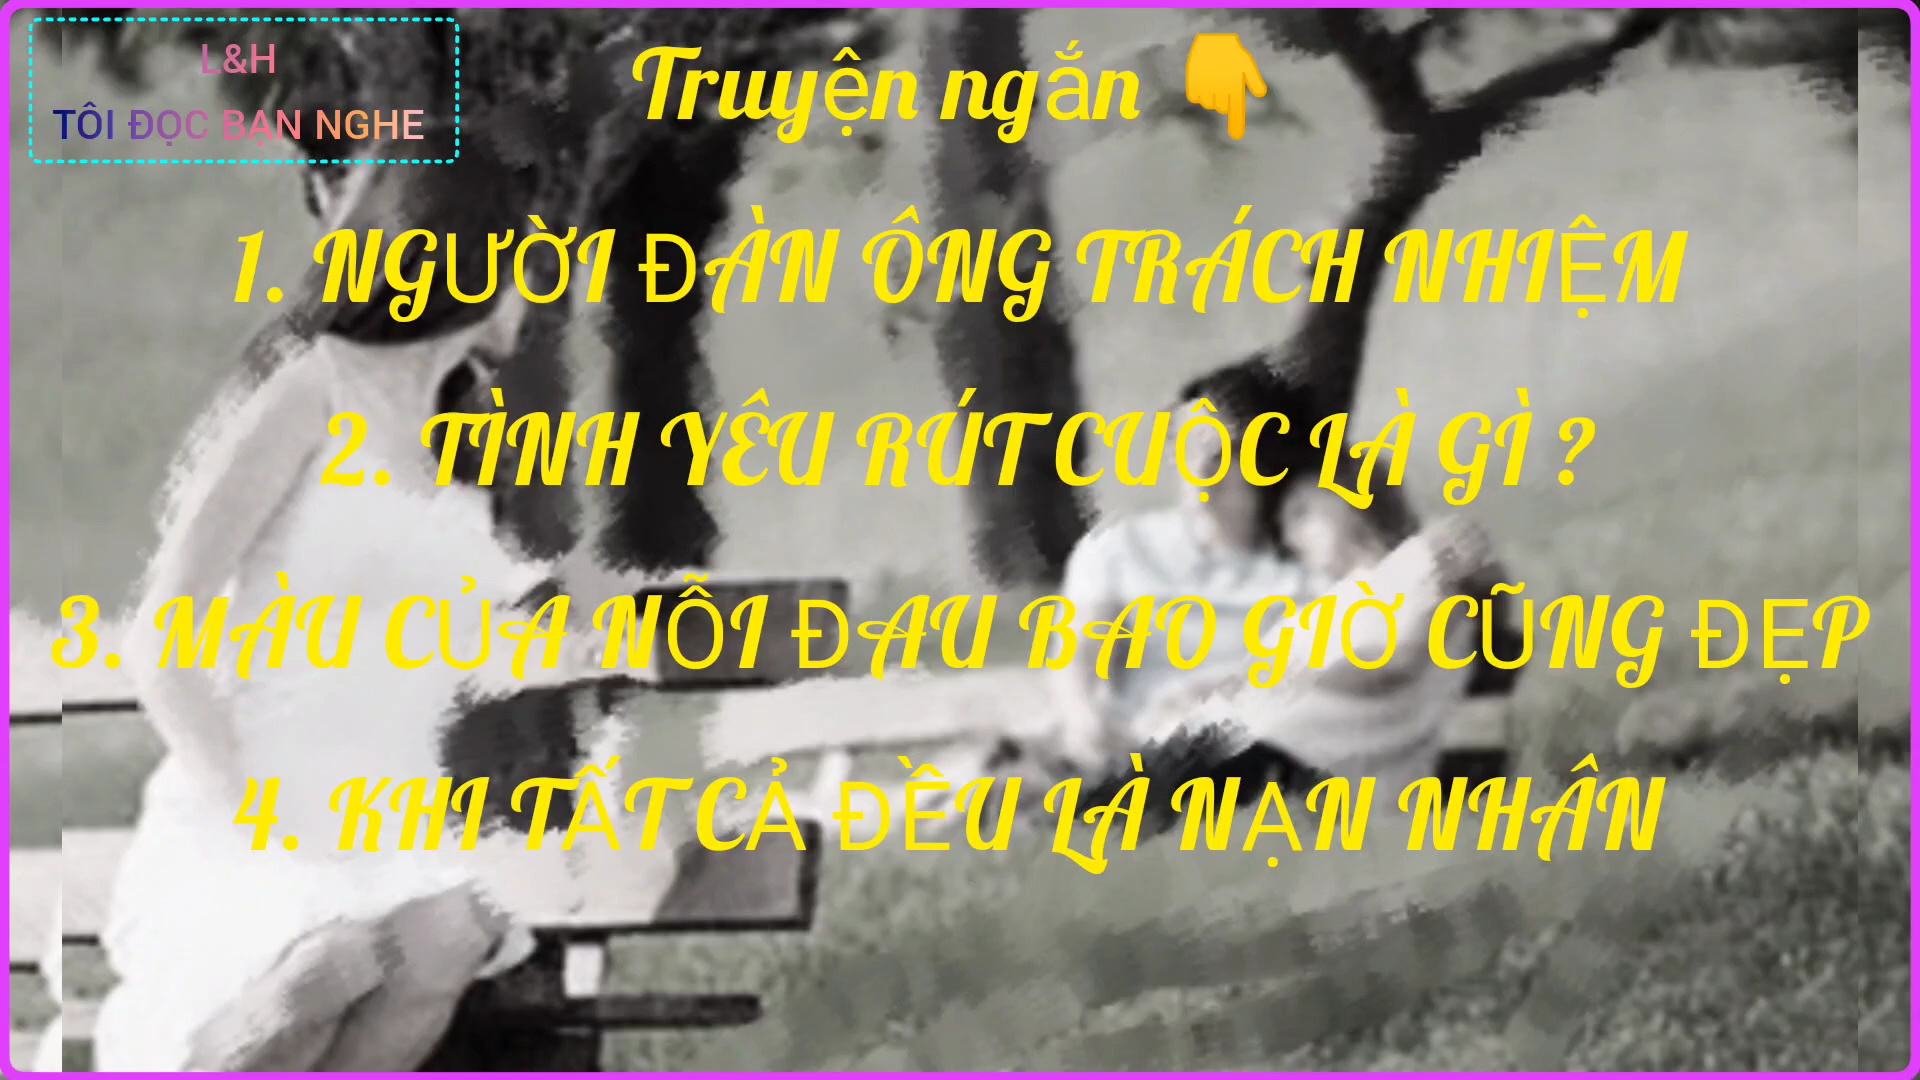 L&H
TÔI ĐỌC BẠN NGHE
Truyện ngắn 👇
1. NGƯỜI ĐÀN ÔNG TRÁCH NHIỆM
2. TÌNH YÊU RÚT CUỘC LÀ GÌ ?
3. MÀU CỦA NỖI ĐAU BAO GIỜ CŨNG ĐẸP
4. KHI TẤT CẢ ĐỀU LÀ NẠN NHÂN